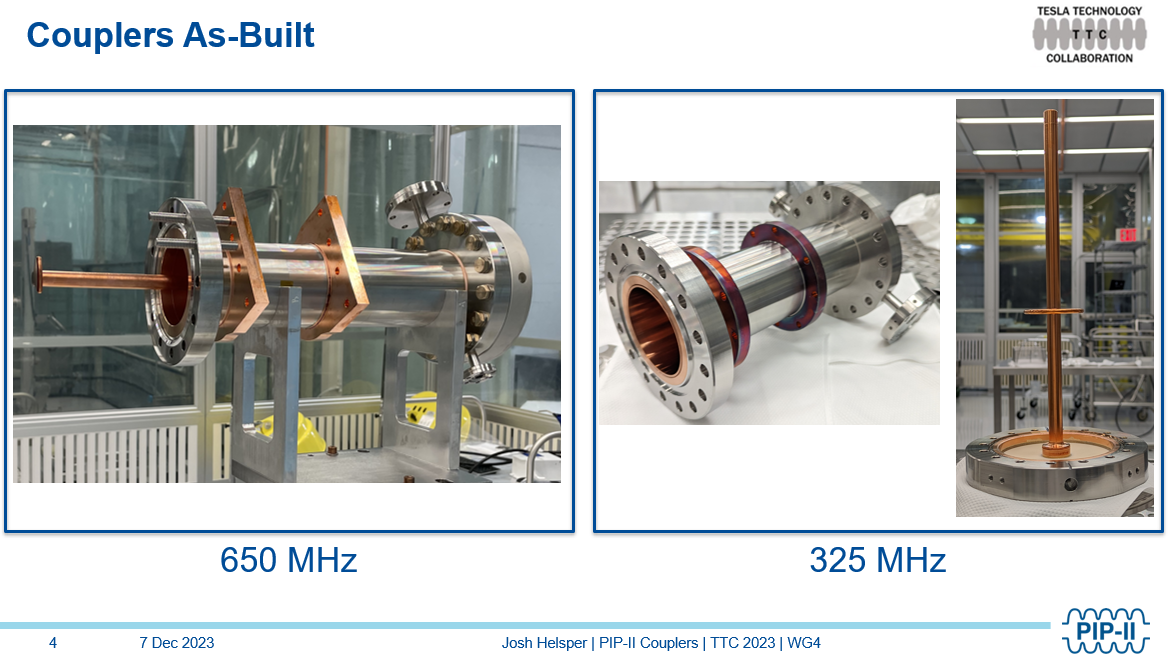 Couplers As-Built
TESLA TECHNOLOGY
T T C
COLLABORATION
EXIT
650 MHz
325 MHz
4
7 Dec 2023
Josh Helsper | PIP-II Couplers | TTC 2023 | WG4
PIP-II